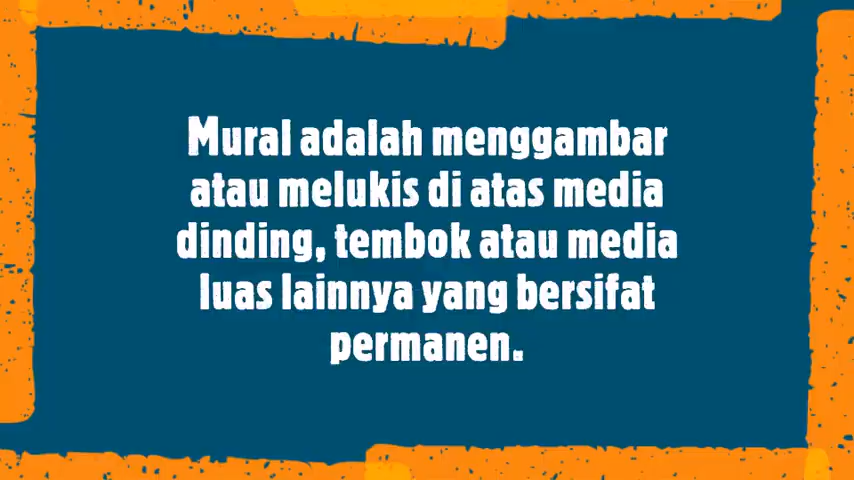 Mural adalah menggambar
atau melukis di atas media
dinding, tembok atau media
luas lainnya yang bersifat
permanen.